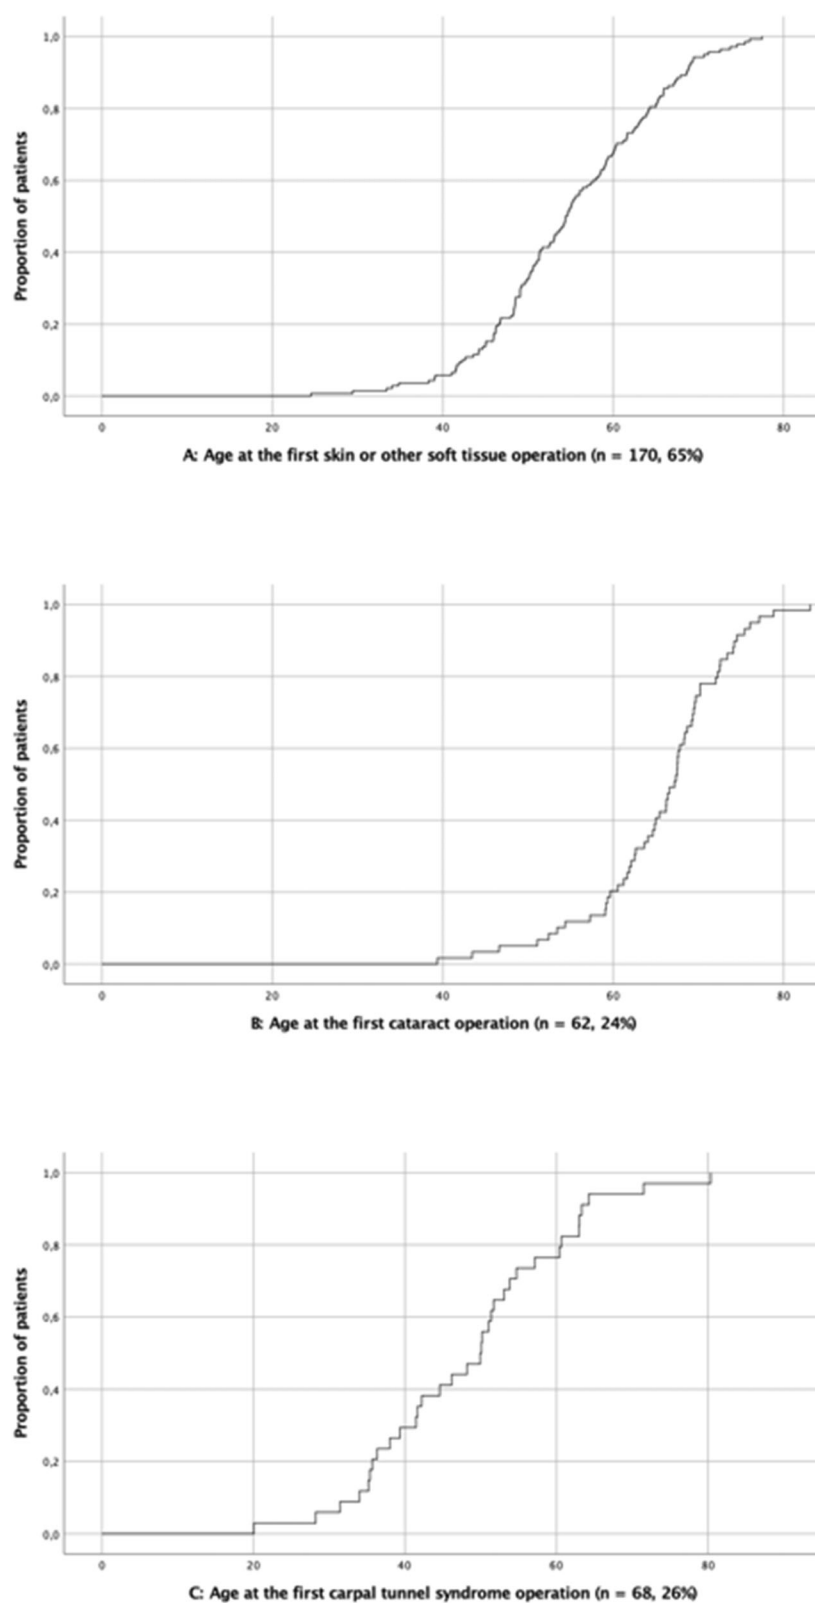 1,0
0,8
0,6
0,4
0,2
0,0
Proportion of patients
0 20 40 60 80
A: Age at the first skin or other soft tissue operation (n = 170, 65%)
1,0
0,8
0,6
0,4
0,2
0,0
Proportion of patients
0 20 40 60 80
B: Age at the first cataract operation (n = 62, 24%)
1,0
0,8
0,6
0,4
0,2
0,0
Proportion of patients
0 20 40 60 80
C: Age at the first carpal tunnel syndrome operation (n = 68, 26%)